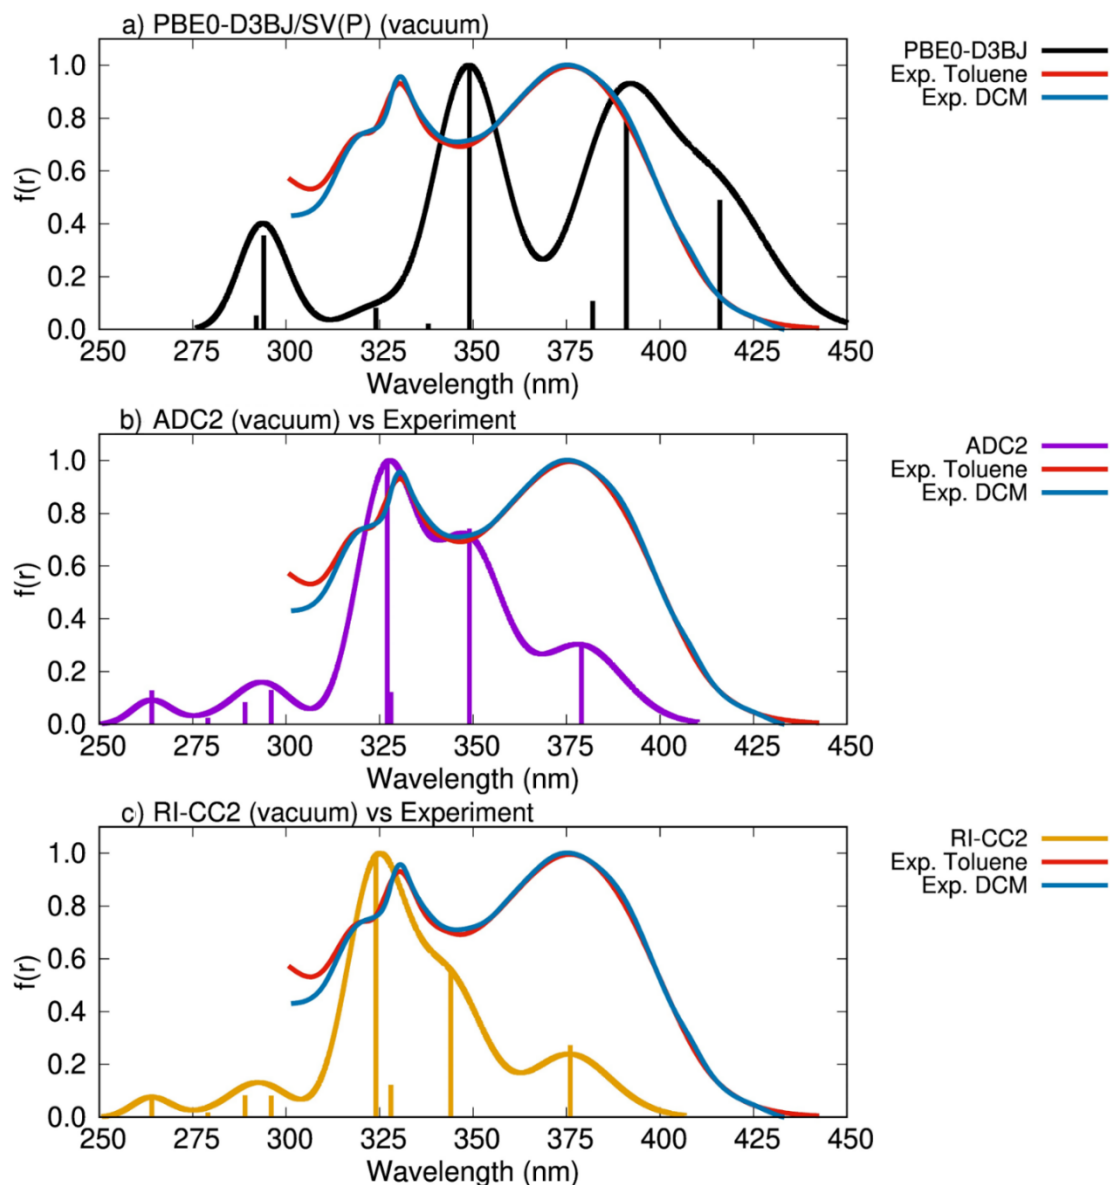 a) PBE0-D3BJ/SV(P) (vacuum)
PBE0-D3BJ
Exp. Toluene
Exp. DCM
1.0
0.8
0.6
0.4
0.2
0.0
f(r)
250 275 300 325 350 375 400 425 450
Wavelength (nm)
b) ADC2 (vacuum) vs Experiment
ADC2
Exp. Toluene
Exp. DCM
1.0
0.8
0.6
0.4
0.2
0.0
f(r)
250 275 300 325 350 375 400 425 450
Wavelength (nm)
c) RI-CC2 (vacuum) vs Experiment
RI-CC2
Exp. Toluene
Exp. DCM
1.0
0.8
0.6
0.4
0.2
0.0
f(r)
250 275 300 325 350 375 400 425 450
Wavelength (nm)